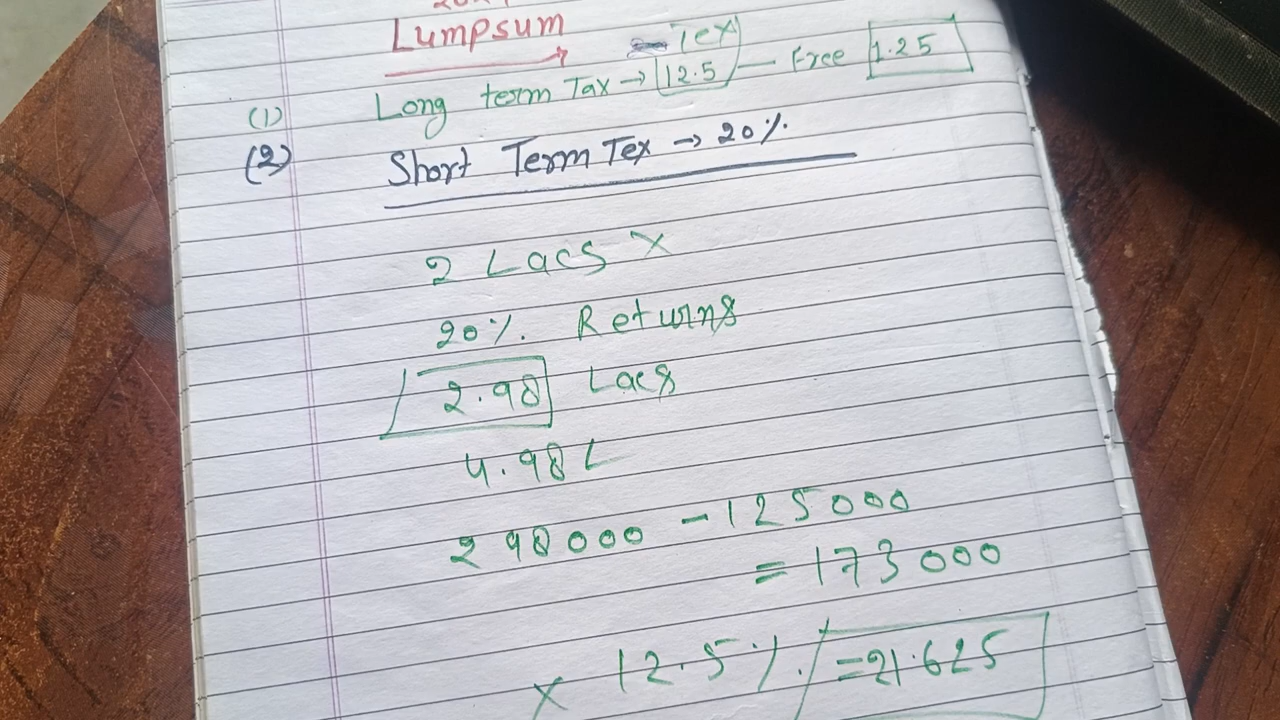 Lumpsum
Tex
(1) Long term Tax → 12.5 — Free 1.25
(2) Short Term Tex → 20%
2 Lacs ×
20% Returns
2.98 Lacs
4.98 L
298000 - 125000
= 173000
× 12.5% = 21.625